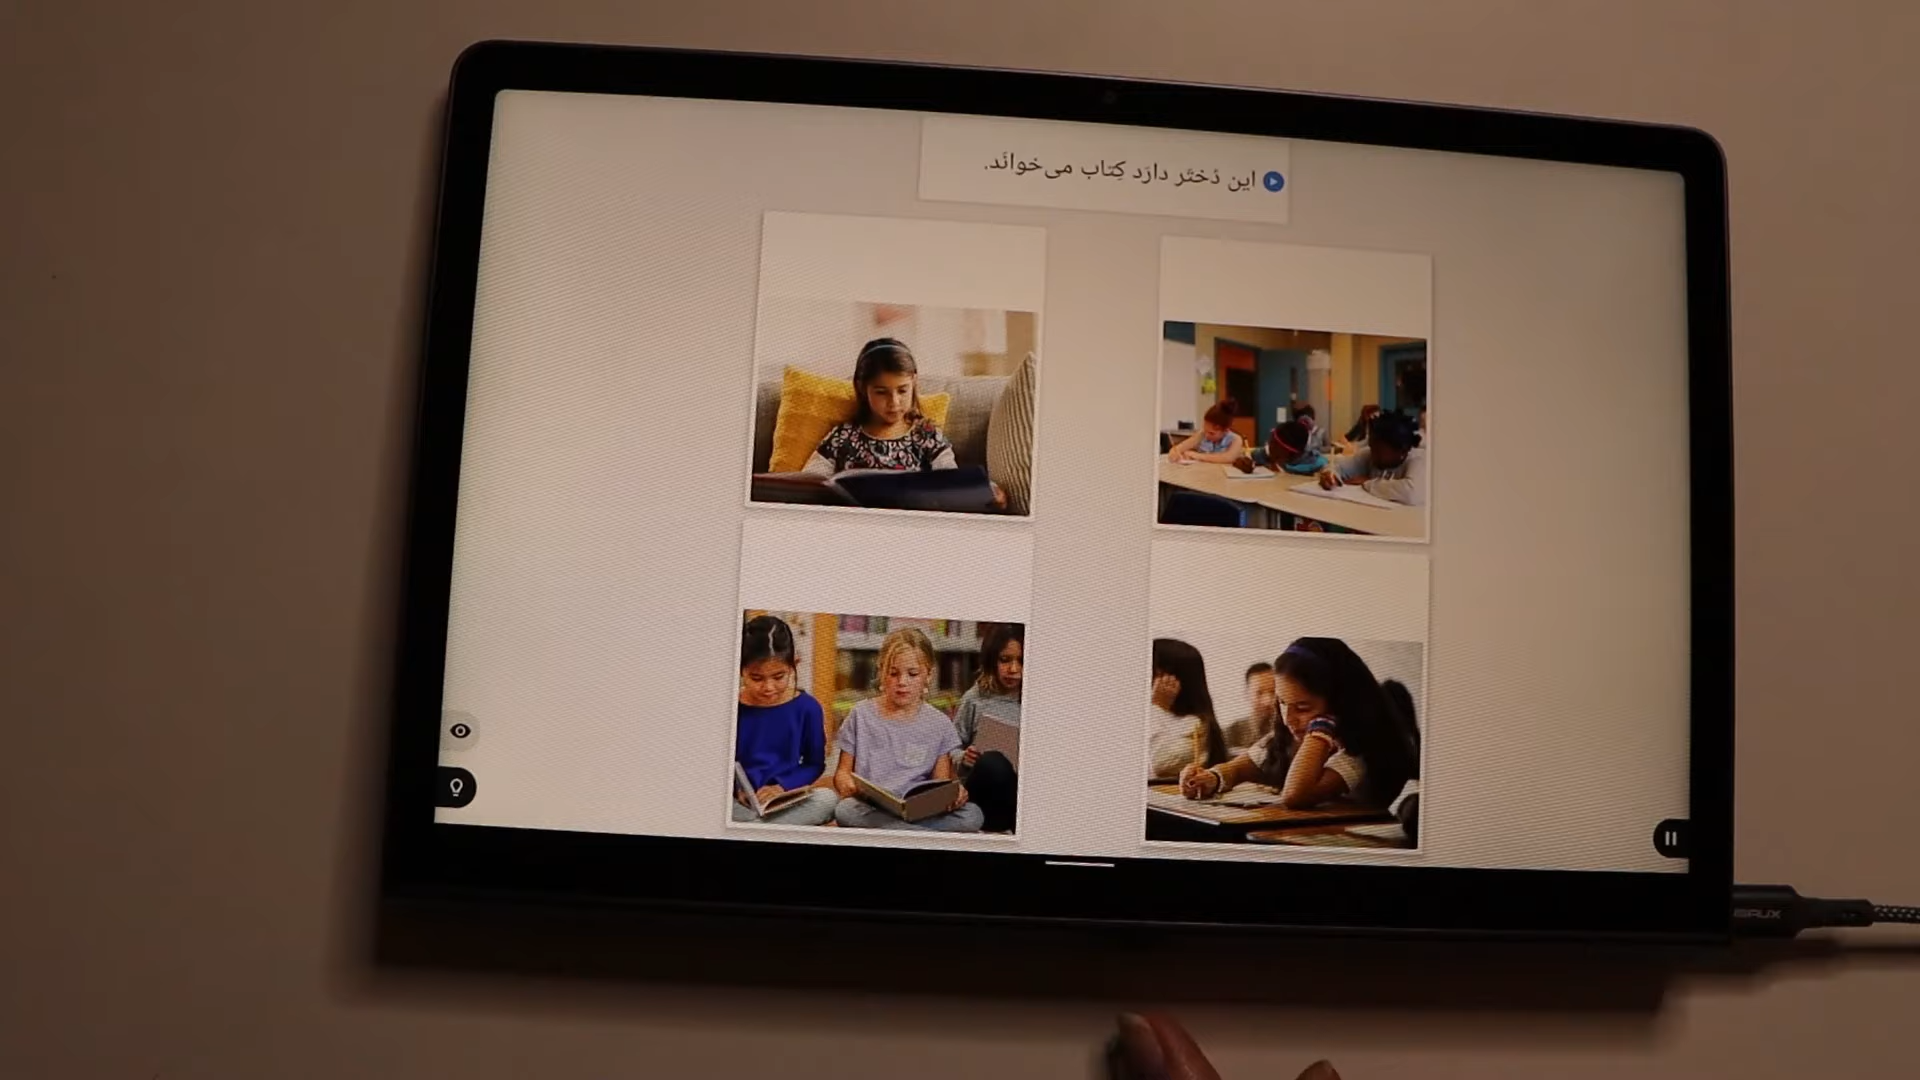 این دُختَر دارَد کِتاب می‌خوانَد.